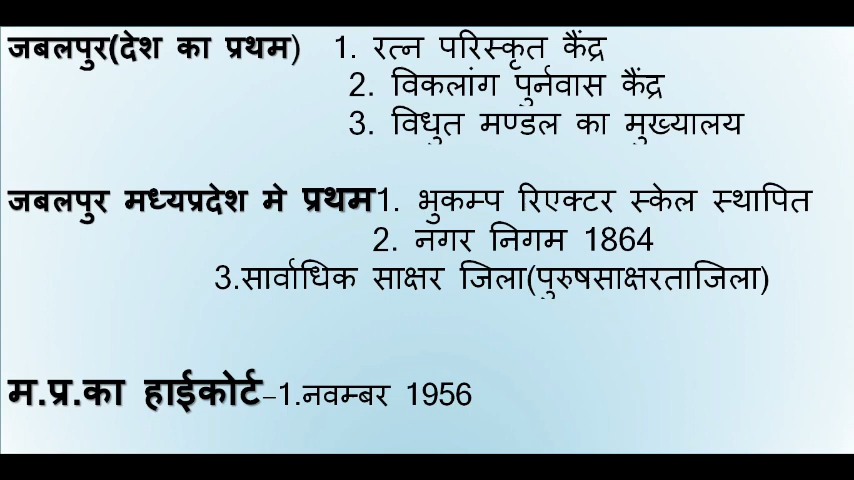 जबलपुर(देश का प्रथम) 1. रत्न परिस्कृत कैंद्र
2. विकलांग पुर्नवास कैंद्र
3. विधुत मण्डल का मुख्यालय
जबलपुर मध्यप्रदेश मे प्रथम1. भुकम्प रिएक्टर स्केल स्थापित
2. नगर निगम 1864
3.सार्वाधिक साक्षर जिला(पुरुषसाक्षरताजिला)
म.प्र.का हाईकोर्ट–1.नवम्बर 1956